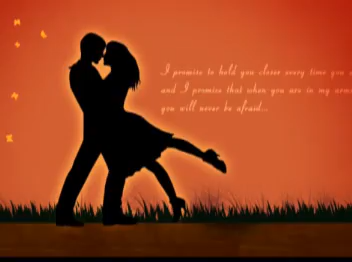 I promise to hold you closer every time you a
and I promise that when you are in my arms
you will never be afraid...